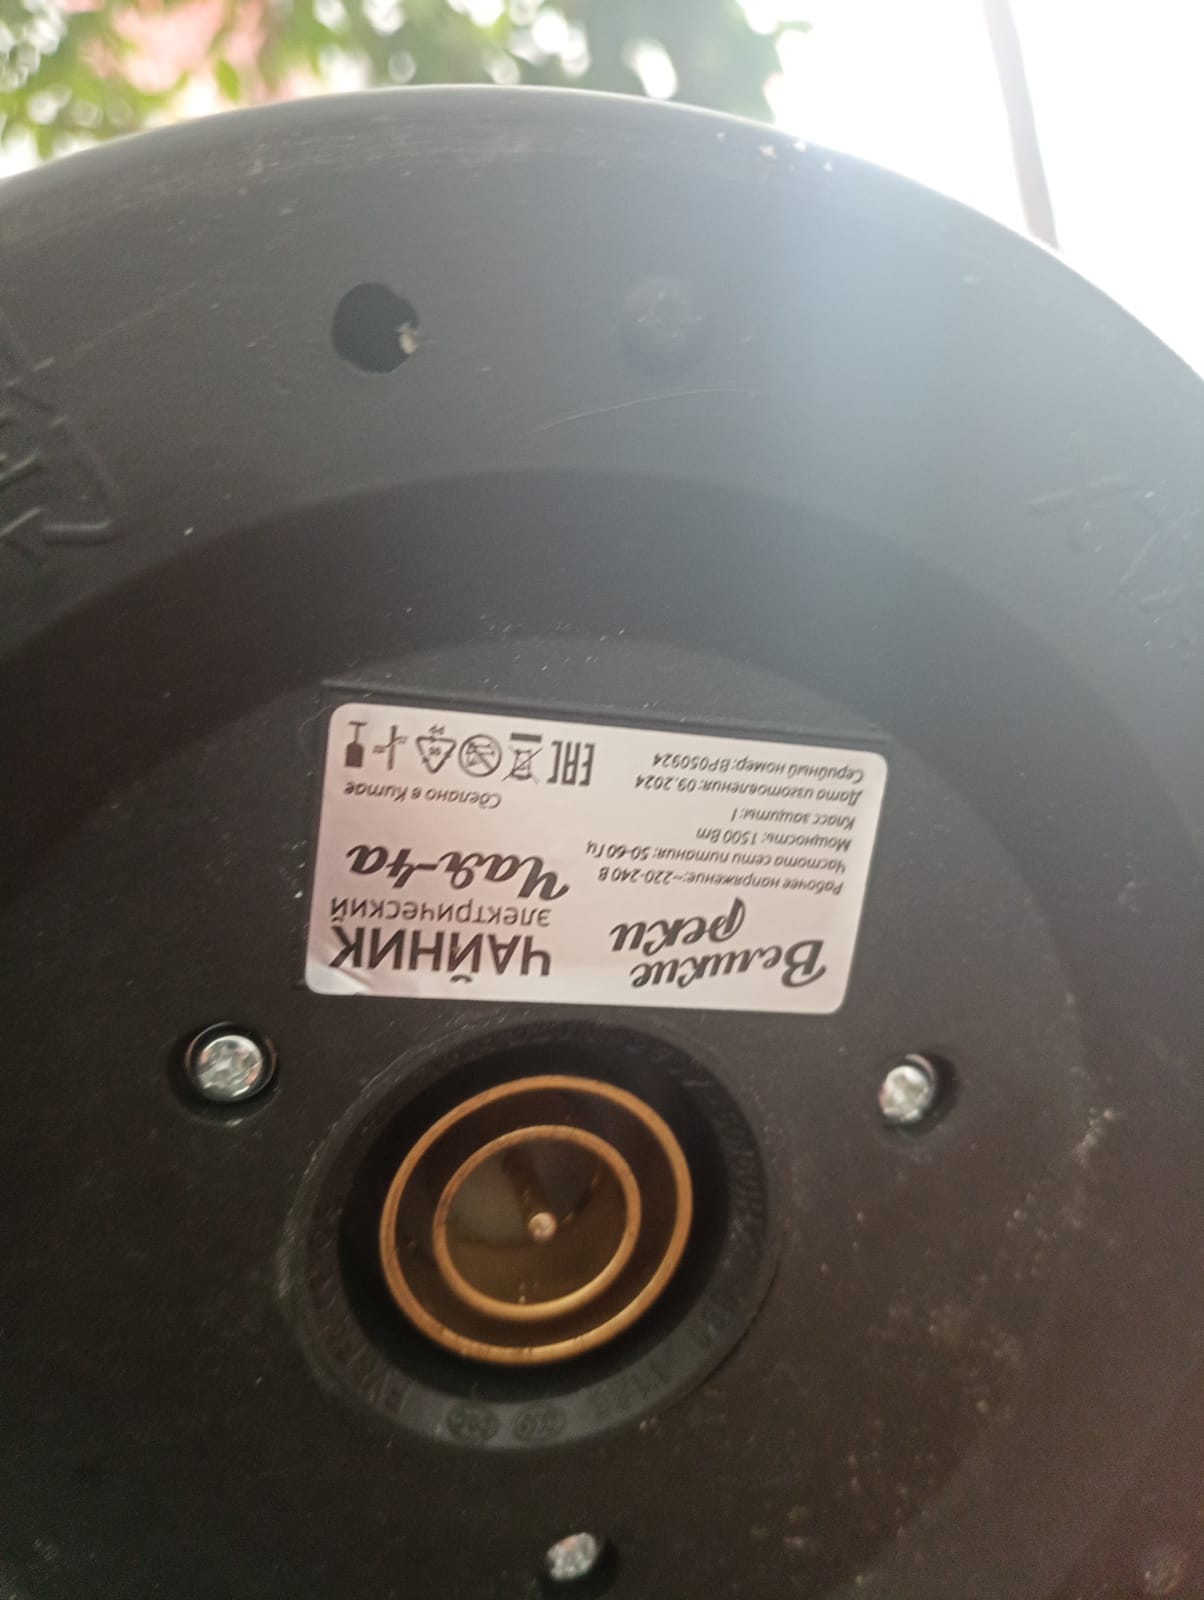 Великие
реки
ЧАЙНИК
ЭЛЕКТРИЧЕСКИЙ
Чая-4а
Рабочее напряжение:~220-240 В
Частота сети питания: 50-60 Гц
Мощность: 1500 Вт
Класс защиты: I
Дата изготовления: 09.2024
Серийный номер: ВР050924
Сделано в Китае
EAC